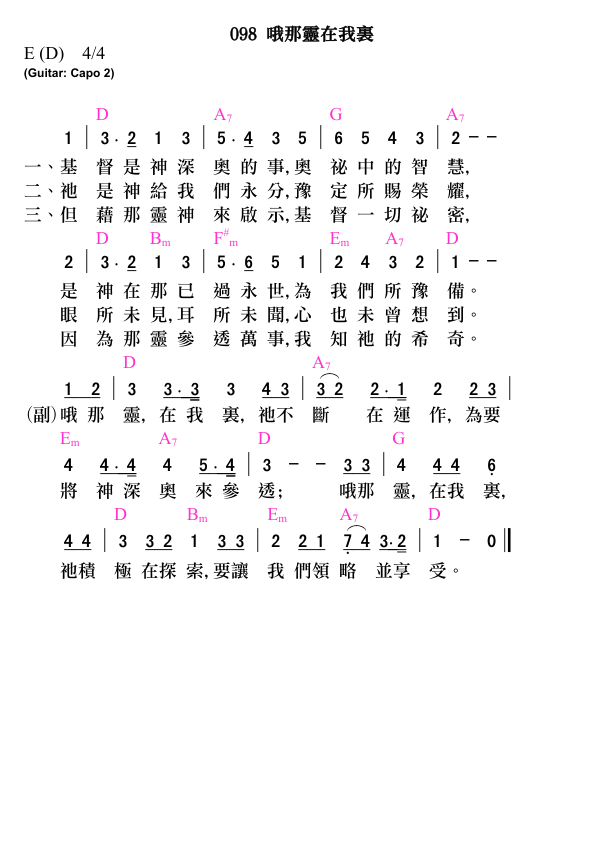 098 哦那靈在我裏
E (D) 4/4
(Guitar: Capo 2)
D A7 G A7
1 | 3 · 2 1 3 | 5 · 4 3 5 | 6 5 4 3 | 2 － －
一、基 督 是 神 深 奧 的 事, 奧 祕 中 的 智 慧,
二、祂 是 神 給 我 們 永 分, 豫 定 所 賜 榮 耀,
三、但 藉 那 靈 神 來 啟 示, 基 督 一 切 祕 密,
D Bm F#m Em A7 D
2 | 3 · 2 1 3 | 5 · 6 5 1 | 2 4 3 2 | 1 － －
是 神 在 那 已 過 永 世, 為 我 們 所 豫 備。
眼 所 未 見, 耳 所 未 聞, 心 也 未 曾 想 到。
因 為 那 靈 參 透 萬 事, 我 知 祂 的 希 奇。
D A7
1 2 | 3 3 · 3 3 4 3 | 3 2 2 · 1 2 2 3 |
(副) 哦 那 靈, 在 我 裏, 祂不 斷 在 運 作, 為要
Em A7 D G
4 4 · 4 4 5 · 4 | 3 － － 3 3 | 4 4 4 6
將 神 深 奧 來 參 透; 哦那 靈, 在我 裏,
D Bm Em A7 D
4 4 | 3 3 2 1 3 3 | 2 2 1 7 4 3 · 2 | 1 － 0 ‖
祂積 極 在探 索, 要讓 我 們領 略 並享 受。